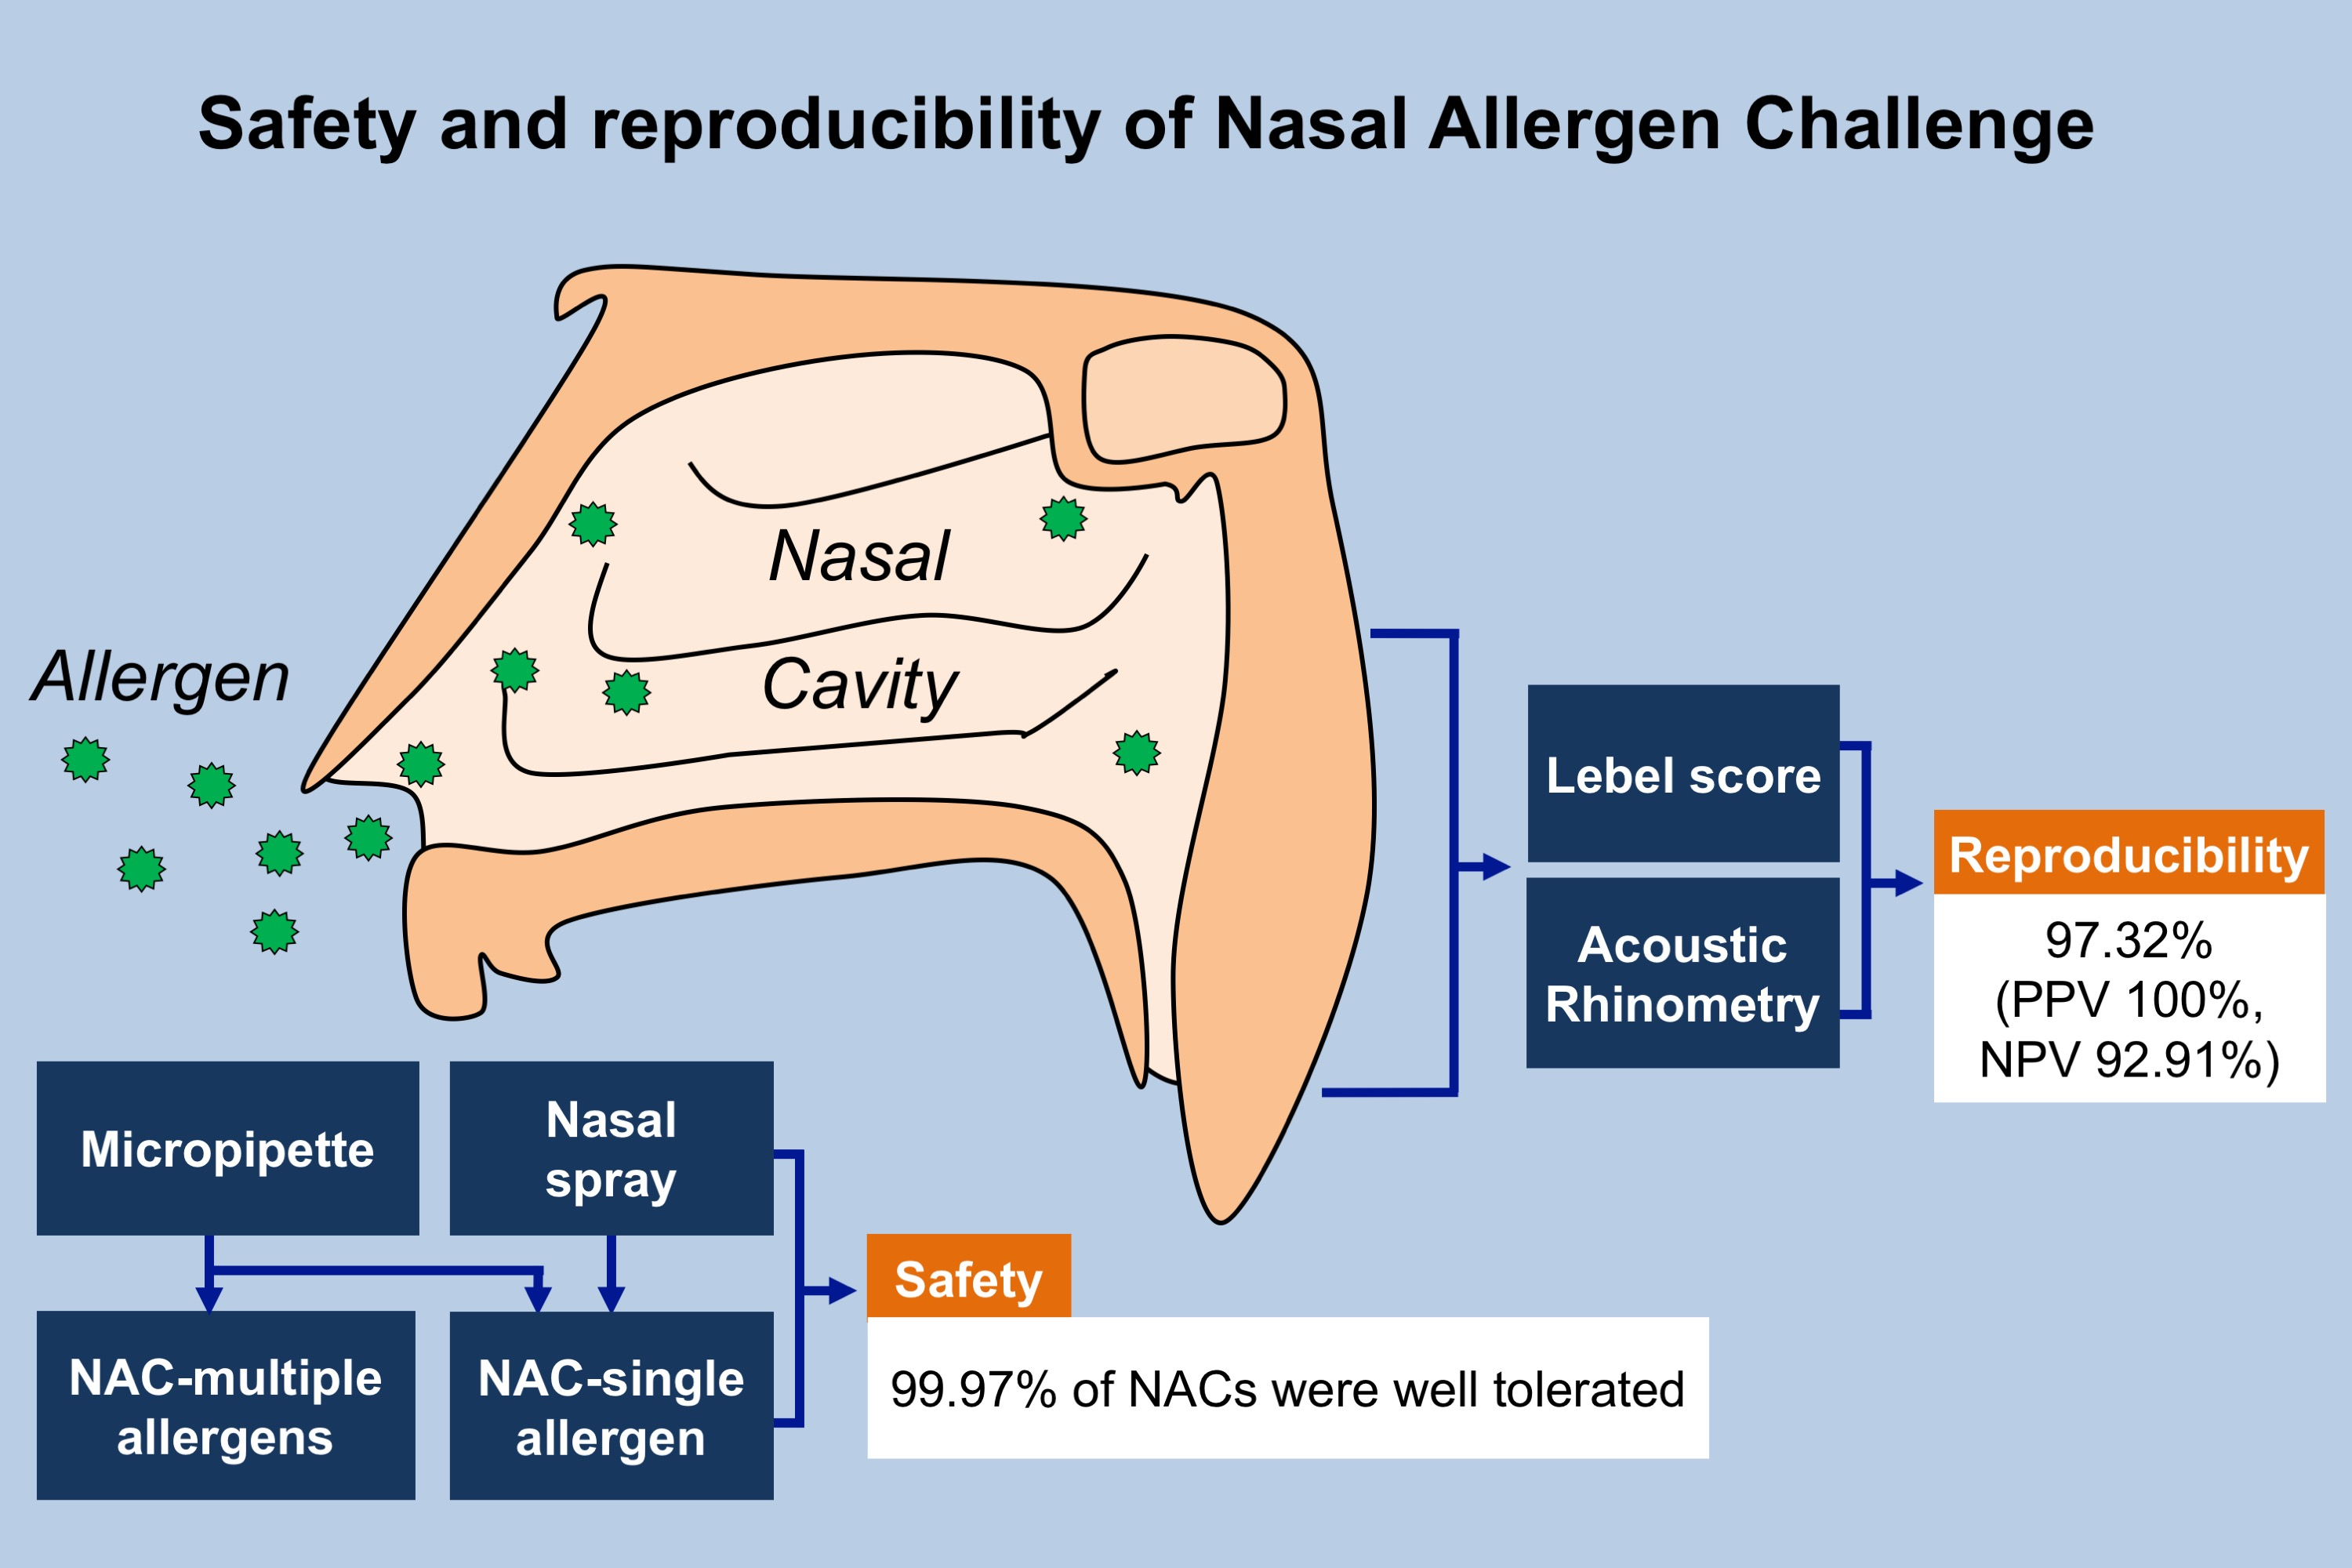 Safety and reproducibility of Nasal Allergen Challenge
Nasal
Cavity
Allergen
Lebel score
Acoustic
Rhinometry
Reproducibility
97.32%
(PPV 100%,
NPV 92.91%)
Micropipette
Nasal
spray
NAC-multiple
allergens
NAC-single
allergen
Safety
99.97% of NACs were well tolerated